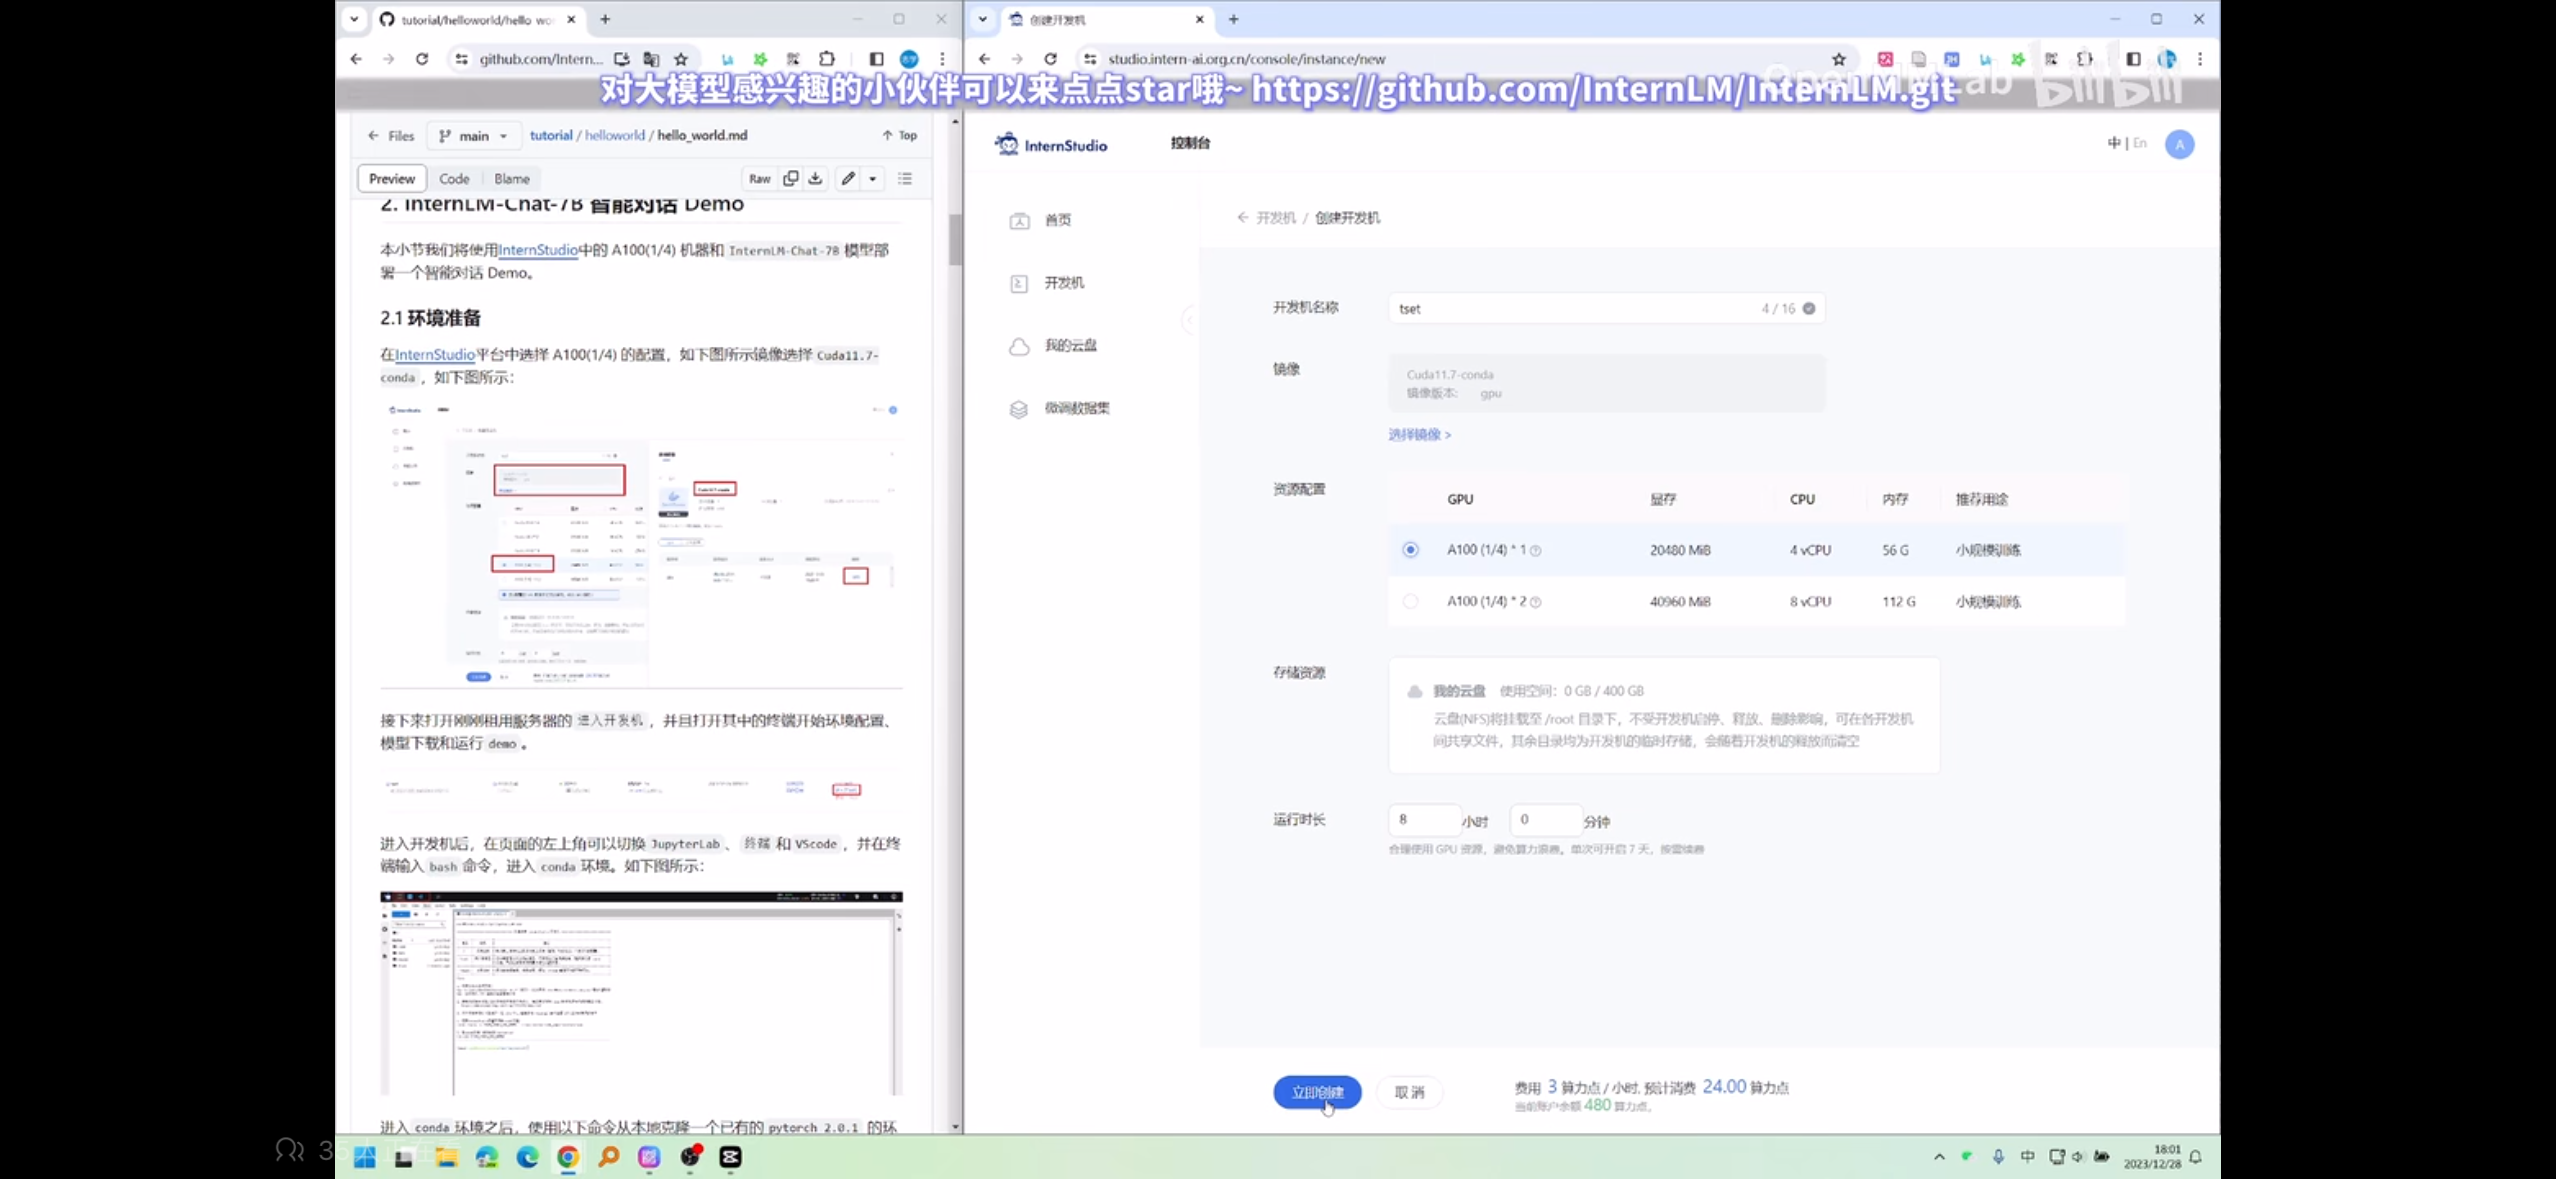 tutorial/helloworld/hello wo
创建开发机
github.com/Intern...
studio.intern-ai.org.cn/console/instance/new
对大模型感兴趣的小伙伴可以来点点star哦~ https://github.com/InternLM/InternLM.git
bilibili
Files
main
tutorial / helloworld / hello_world.md
Top
Preview
Code
Blame
Raw
2. InternLM-Chat-7B 智能对话 Demo
本小节我们将使用InternStudio中的 A100(1/4) 机器和 InternLM-Chat-7B 模型部
署一个智能对话 Demo。
2.1 环境准备
在InternStudio平台中选择 A100(1/4) 的配置，如下图所示镜像选择 Cuda11.7-
conda ，如下图所示：
接下来打开刚刚租用服务器的 进入开发机 ，并且打开其中的终端开始环境配置、
模型下载和运行 demo 。
进入开发机后，在页面的左上角可以切换 JupyterLab 、 终端 和 VScode ，并在终
端输入 bash 命令，进入 conda 环境。如下图所示：
进入 conda 环境之后，使用以下命令从本地克隆一个已有的 pytorch 2.0.1 的环
InternStudio
控制台
中 | En
A
首页
开发机
我的云盘
微调数据集
开发机 / 创建开发机
开发机名称
tset
4 / 16
镜像
Cuda11.7-conda
镜像版本: gpu
选择镜像 >
资源配置
GPU 显存 CPU 内存 推荐用途
A100 (1/4) * 1 20480 MiB 4 vCPU 56 G 小规模训练
A100 (1/4) * 2 40960 MiB 8 vCPU 112 G 小规模训练
存储资源
我的云盘 使用空间: 0 GB / 400 GB
云盘(NFS)将挂载至 /root 目录下，不受开发机启停、释放、删除影响，可在各开发机
间共享文件，其余目录均为开发机的临时存储，会随着开发机的释放而清空
运行时长
8 小时 0 分钟
合理使用 GPU 资源，避免算力浪费。单次可开启 7 天，按需续费
立即创建
取 消
费用 3 算力点 / 小时, 预计消费 24.00 算力点
当前账户余额 480 算力点。
中
18:01
2023/12/28